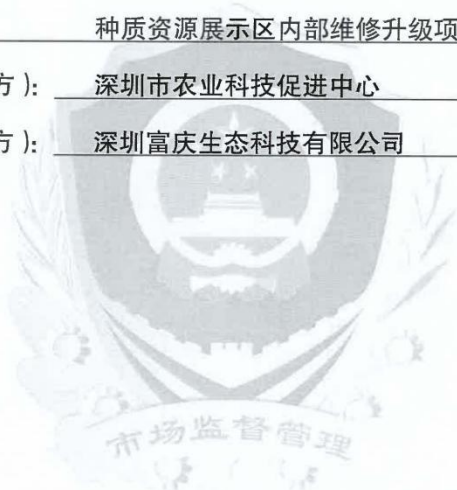 种质资源展示区内部维修升级项
方）： 深圳市农业科技促进中心
方）： 深圳富庆生态科技有限公司
市场监督管理